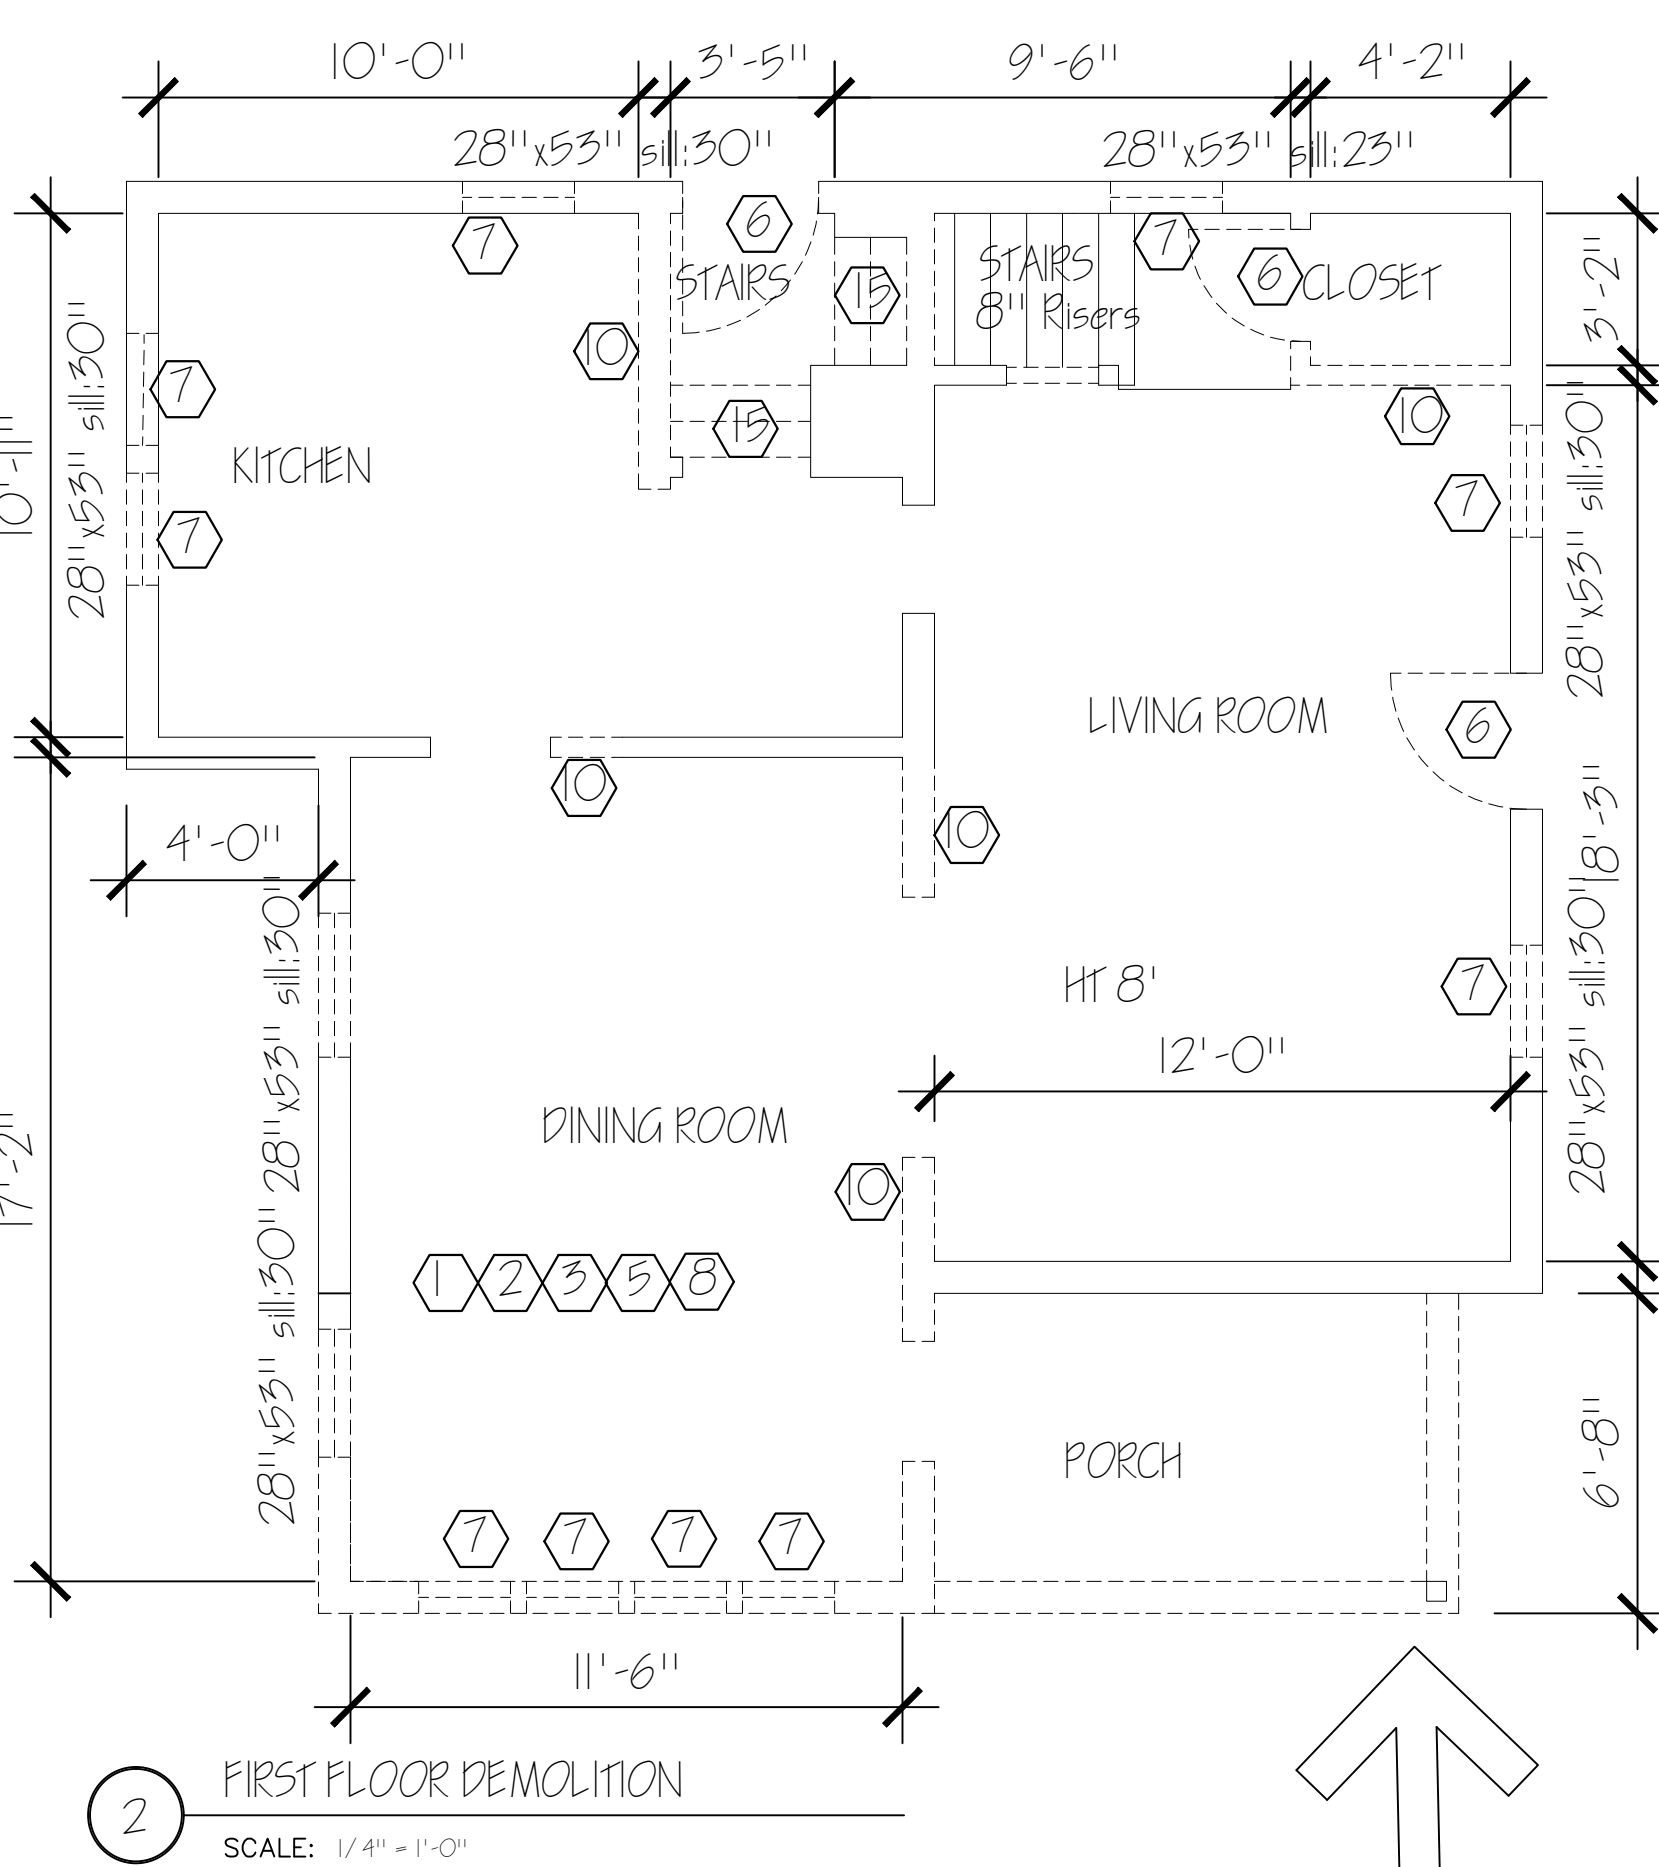 10'-0" 3'-5" 9'-6" 4'-2"
28"x53" sill:30" 28"x53" sill:23"
6
7 7
STAIRS STAIRS 6 CLOSET 3'-2"
15 8" Risers
10
7 28"x53" sill:30"
15 10
KITCHEN 10'-11"
7 28"x53" sill:30"
7
LIVING ROOM
6
10
10 18'-3"
4'-0"
28"x53" sill:30"
HT 8'
7 28"x53" sill:30"
12'-0"
DINING ROOM
17'-2"
10
1 2 3 5 8
28"x53" sill:30"
PORCH 6'-8"
7 7 7 7
11'-6"
2 FIRST FLOOR DEMOLITION
SCALE: 1/4" = 1'-0"